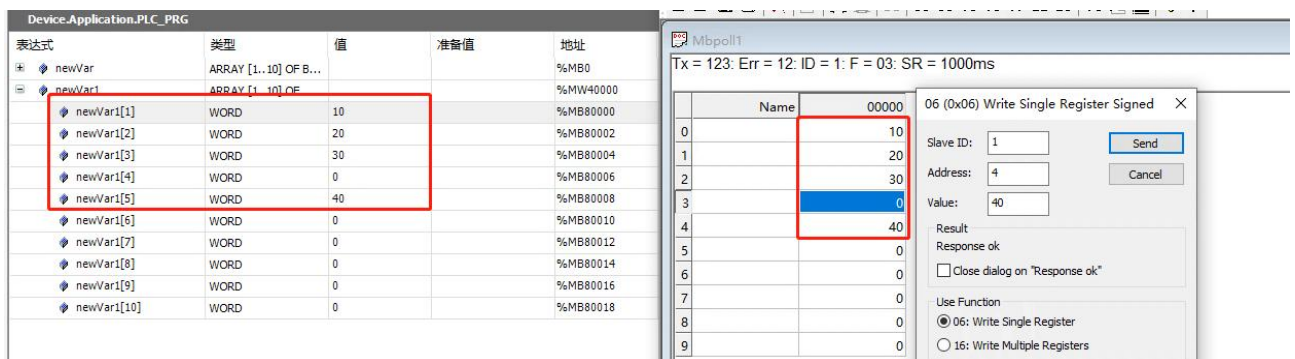 Device.Application.PLC_PRG
表达式 类型 值 准备值 地址
newVar ARRAY [1..10] OF B... %MB0
newVar1 ARRAY [1..10] OF %MW40000
newVar1[1] WORD 10 %MB80000
newVar1[2] WORD 20 %MB80002
newVar1[3] WORD 30 %MB80004
newVar1[4] WORD 0 %MB80006
newVar1[5] WORD 40 %MB80008
newVar1[6] WORD 0 %MB80010
newVar1[7] WORD 0 %MB80012
newVar1[8] WORD 0 %MB80014
newVar1[9] WORD 0 %MB80016
newVar1[10] WORD 0 %MB80018
Mbpoll1
Tx = 123: Err = 12: ID = 1: F = 03: SR = 1000ms
Name 00000
0 10
1 20
2 30
3 0
4 40
5 0
6 0
7 0
8 0
9 0
06 (0x06) Write Single Register Signed
Slave ID: 1 Send
Address: 4 Cancel
Value: 40
Result
Response ok
Close dialog on "Response ok"
Use Function
06: Write Single Register
16: Write Multiple Registers